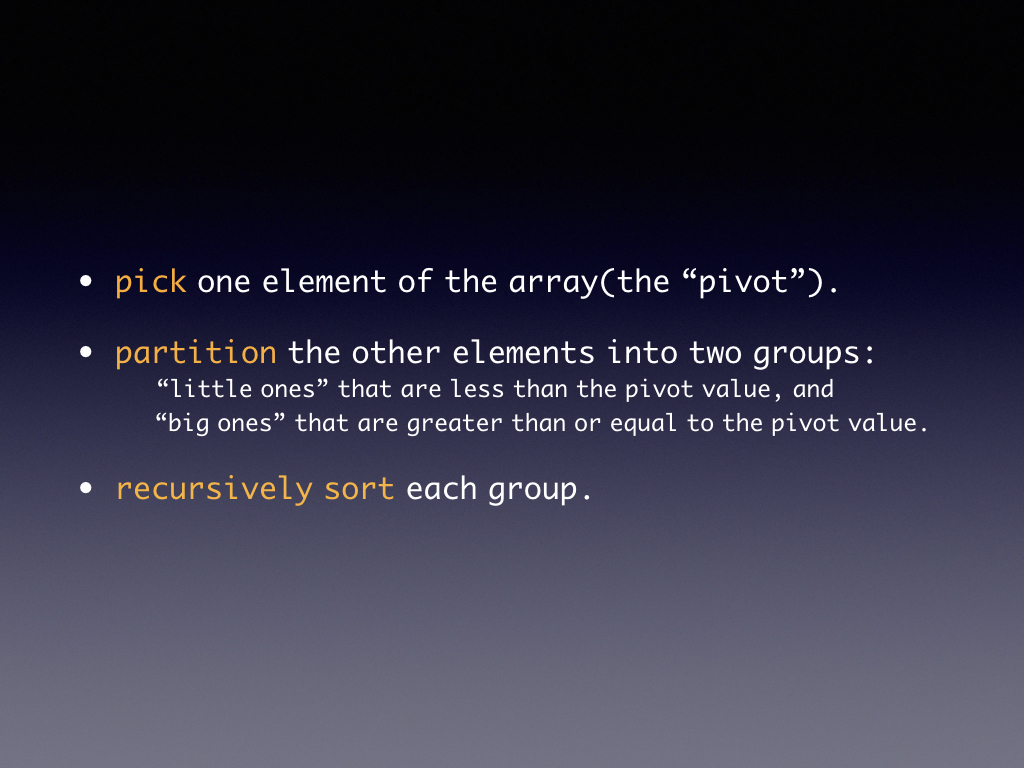 • pick one element of the array(the “pivot”).
• partition the other elements into two groups:
“little ones” that are less than the pivot value, and
“big ones” that are greater than or equal to the pivot value.
• recursively sort each group.